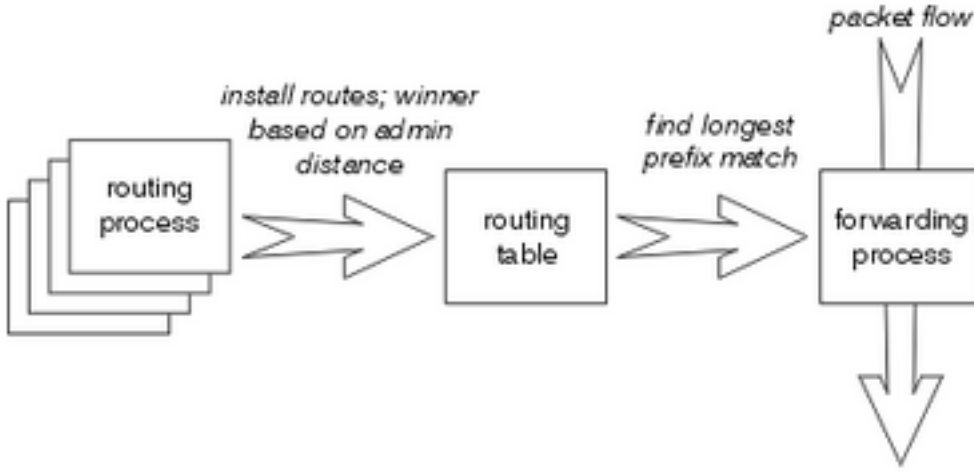 packet flow
install routes; winner
based on admin
distance
find longest
prefix match
routing
process
routing
table
forwarding
process